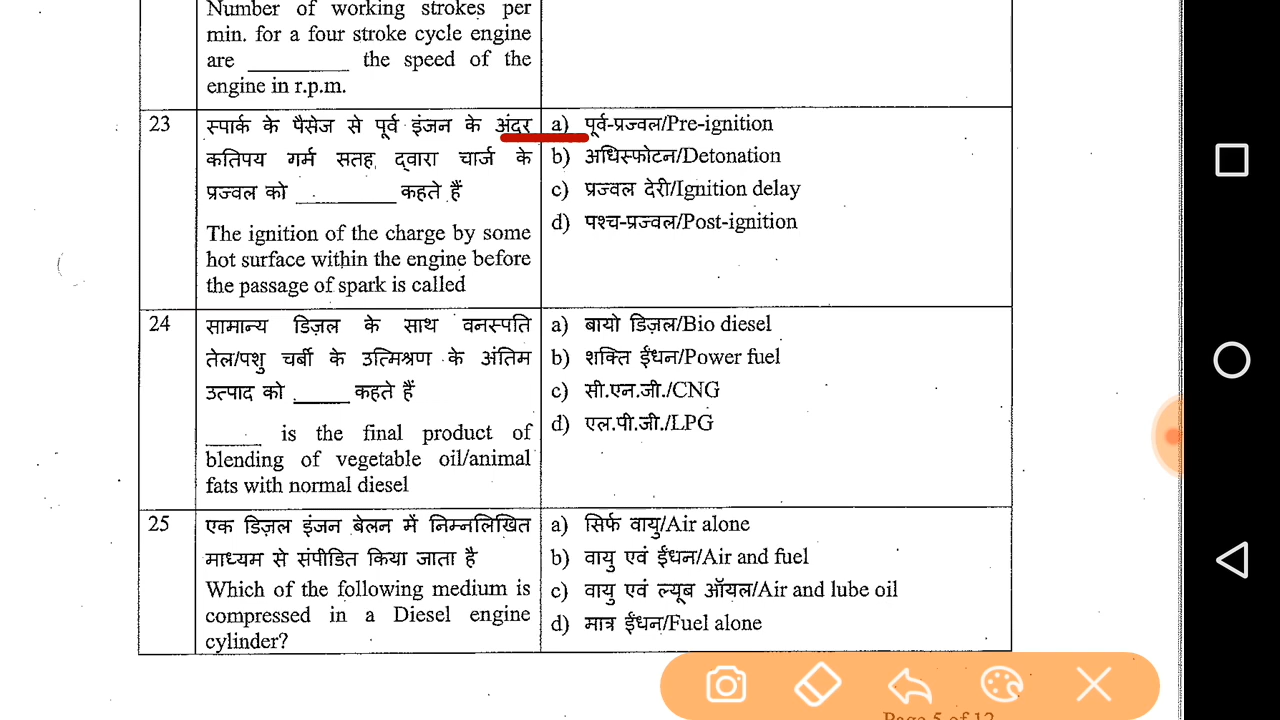 Number of working strokes per
min. for a four stroke cycle engine
are __________ the speed of the
engine in r.p.m.
23
स्पार्क के पैसेज से पूर्व इंजन के अंदर
कतिपय गर्म सतह द्वारा चार्ज के
प्रज्वल को __________ कहते हैं
The ignition of the charge by some
hot surface within the engine before
the passage of spark is called
a) पूर्व-प्रज्वल/Pre-ignition
b) अधिस्फोटन/Detonation
c) प्रज्वल देरी/Ignition delay
d) पश्च-प्रज्वल/Post-ignition
24
सामान्य डिज़ल के साथ वनस्पति
तेल/पशु चर्बी के उत्मिश्रण के अंतिम
उत्पाद को _____ कहते हैं
_____ is the final product of
blending of vegetable oil/animal
fats with normal diesel
a) बायो डिज़ल/Bio diesel
b) शक्ति ईंधन/Power fuel
c) सी.एन.जी./CNG
d) एल.पी.जी./LPG
25
एक डिज़ल इंजन बेलन में निम्नलिखित
माध्यम से संपीडित किया जाता है
Which of the following medium is
compressed in a Diesel engine
cylinder?
a) सिर्फ वायु/Air alone
b) वायु एवं ईंधन/Air and fuel
c) वायु एवं ल्यूब ऑयल/Air and lube oil
d) मात्र ईंधन/Fuel alone
Page 5 of 12